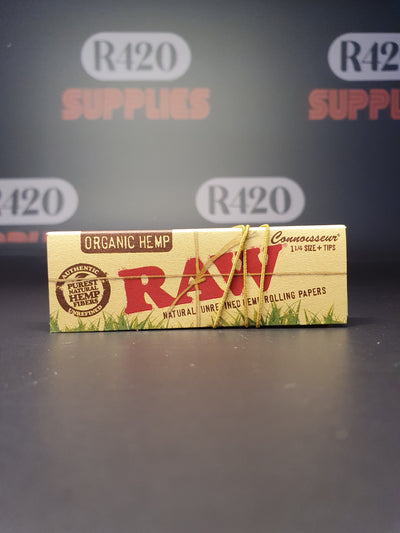 R420
SUPPLIES
R420
SUPPLIES
R420
R420
ORGANIC HEMP
Connoisseur
1¼ SIZE + TIPS
AUTHENTIC
PUREST
NATURAL
HEMP
FIBERS
UNREFINED
RAW
NATURAL UNREFINED HEMP ROLLING PAPERS